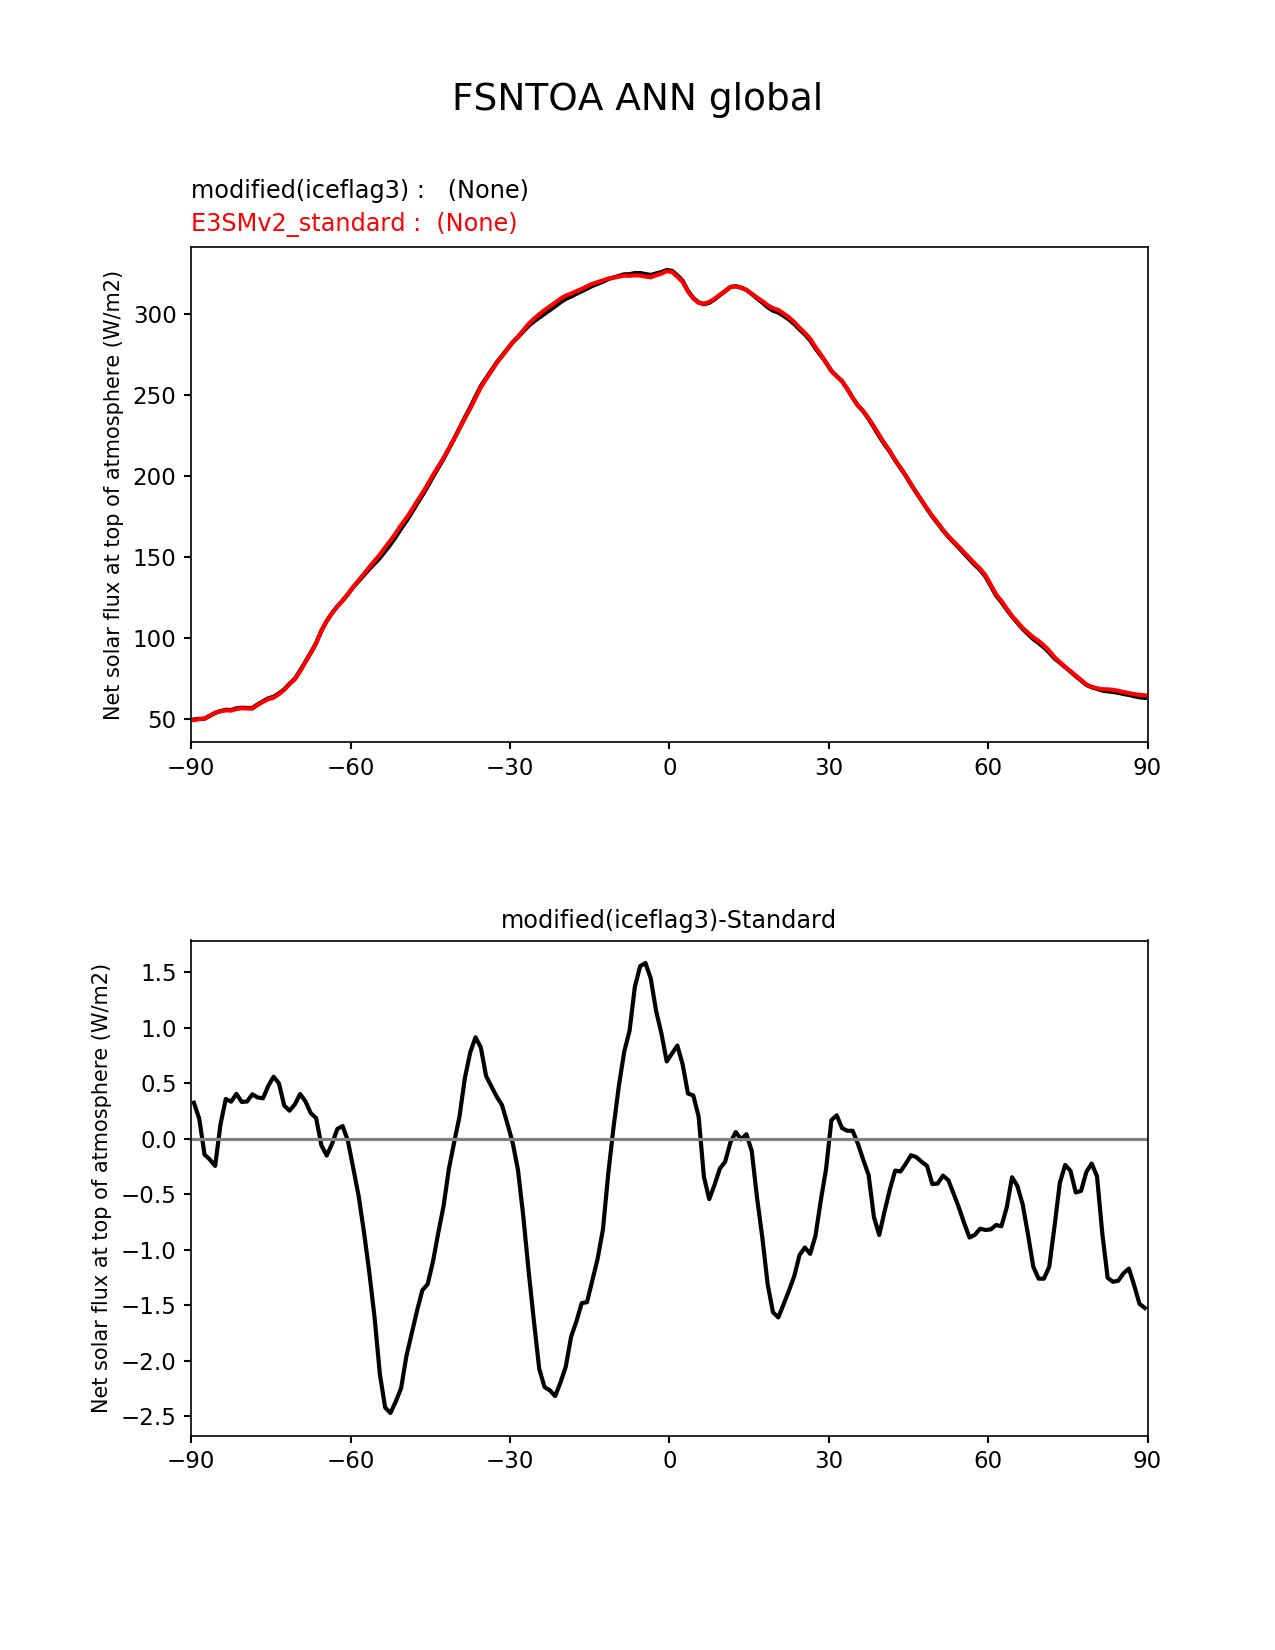 FSNTOA ANN global
modified(iceflag3) :   (None)
E3SMv2_standard :  (None)
Net solar flux at top of atmosphere (W/m2)
300
250
200
150
100
50
−90 −60 −30 0 30 60 90
modified(iceflag3)-Standard
Net solar flux at top of atmosphere (W/m2)
1.5
1.0
0.5
0.0
−0.5
−1.0
−1.5
−2.0
−2.5
−90 −60 −30 0 30 60 90